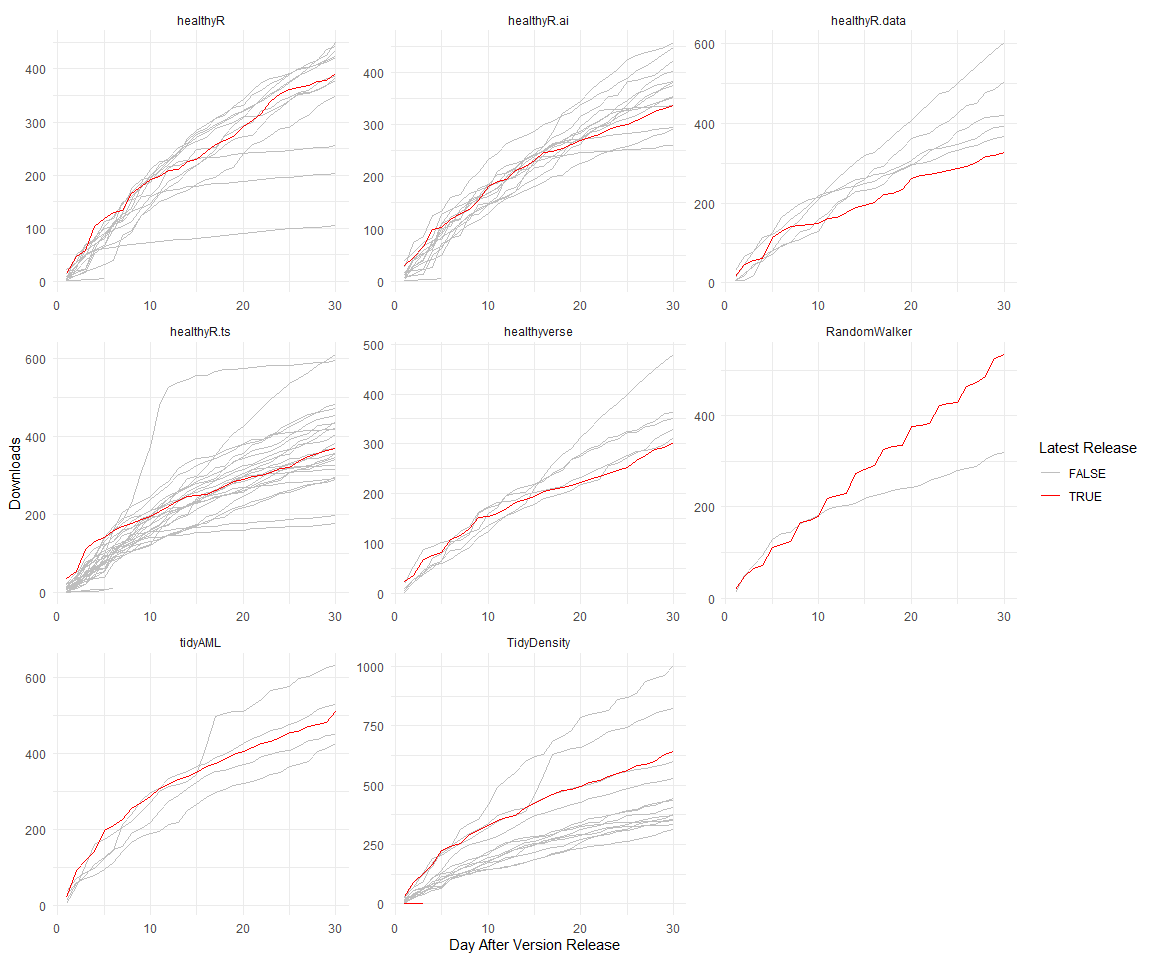 healthyR healthyR.ai healthyR.data
400
300
200
100
0
0 10 20 30
400
300
200
100
0
0 10 20 30
600
400
200
0
0 10 20 30
healthyR.ts healthyverse RandomWalker
600
400
200
0
0 10 20 30
500
400
300
200
100
0
0 10 20 30
400
200
0
0 10 20 30
tidyAML TidyDensity
600
400
200
0
0 10 20 30
1000
750
500
250
0
0 10 20 30
Downloads
Day After Version Release
Latest Release
FALSE
TRUE